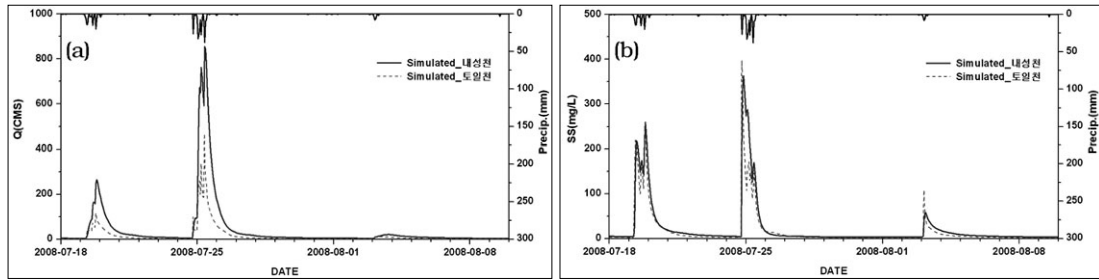 (a)
1000
800
600
400
200
0
Q(CMS)
0
50
100
150
200
250
300
Precip.(mm)
Simulated_내성천
Simulated_토일천
2008-07-18
2008-07-25
2008-08-01
2008-08-08
DATE
(b)
500
400
300
200
100
0
SS(mg/L)
0
50
100
150
200
250
300
Precip.(mm)
Simulated_내성천
Simulated_토일천
2008-07-18
2008-07-25
2008-08-01
2008-08-08
DATE